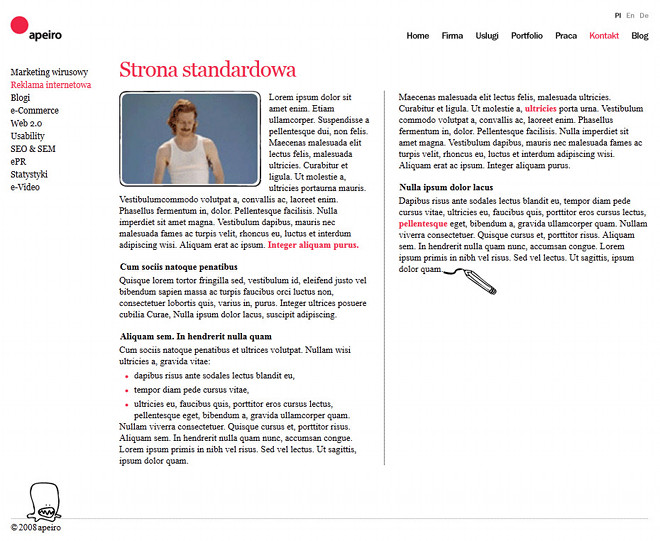 apeiro
Pl En De
Home Firma Uslugi Portfolio Praca Kontakt Blog
Marketing wirusowy
Reklama internetowa
Blogi
e-Commerce
Web 2.0
Usability
SEO & SEM
ePR
Statystyki
e-Video
Strona standardowa
Lorem ipsum dolor sit
amet enim. Etiam
ullamcorper. Suspendisse a
pellentesque dui, non felis.
Maecenas malesuada elit
lectus felis, malesuada
ultricies. Curabitur et
ligula. Ut molestie a,
ultricies portaurna mauris.
Vestibulumcommodo volutpat a, convallis ac, laoreet enim.
Phasellus fermentum in, dolor. Pellentesque facilisis. Nulla
imperdiet sit amet magna. Vestibulum dapibus, mauris nec
malesuada fames ac turpis velit, rhoncus eu, luctus et interdum
adipiscing wisi. Aliquam erat ac ipsum. Integer aliquam purus.
Cum sociis natoque penatibus
Quisque lorem tortor fringilla sed, vestibulum id, eleifend justo vel
bibendum sapien massa ac turpis faucibus orci luctus non,
consectetuer lobortis quis, varius in, purus. Integer ultrices posuere
cubilia Curae, Nulla ipsum dolor lacus, suscipit adipiscing.
Aliquam sem. In hendrerit nulla quam
Cum sociis natoque penatibus et ultrices volutpat. Nullam wisi
ultricies a, gravida vitae:
dapibus risus ante sodales lectus blandit eu,
tempor diam pede cursus vitae,
ultricies eu, faucibus quis, porttitor eros cursus lectus,
pellentesque eget, bibendum a, gravida ullamcorper quam.
Nullam viverra consectetuer. Quisque cursus et, porttitor risus.
Aliquam sem. In hendrerit nulla quam nunc, accumsan congue.
Lorem ipsum primis in nibh vel risus. Sed vel lectus. Ut sagittis,
ipsum dolor quam.
Maecenas malesuada elit lectus felis, malesuada ultricies.
Curabitur et ligula. Ut molestie a, ultricies porta urna. Vestibulum
commodo volutpat a, convallis ac, laoreet enim. Phasellus
fermentum in, dolor. Pellentesque facilisis. Nulla imperdiet sit
amet magna. Vestibulum dapibus, mauris nec malesuada fames ac
turpis velit, rhoncus eu, luctus et interdum adipiscing wisi.
Aliquam erat ac ipsum. Integer aliquam purus.
Nulla ipsum dolor lacus
Dapibus risus ante sodales lectus blandit eu, tempor diam pede
cursus vitae, ultricies eu, faucibus quis, porttitor eros cursus lectus,
pellentesque eget, bibendum a, gravida ullamcorper quam. Nullam
viverra consectetuer. Quisque cursus et, porttitor risus. Aliquam
sem. In hendrerit nulla quam nunc, accumsan congue. Lorem
ipsum primis in nibh vel risus. Sed vel lectus. Ut sagittis, ipsum
dolor quam
© 2008 apeiro